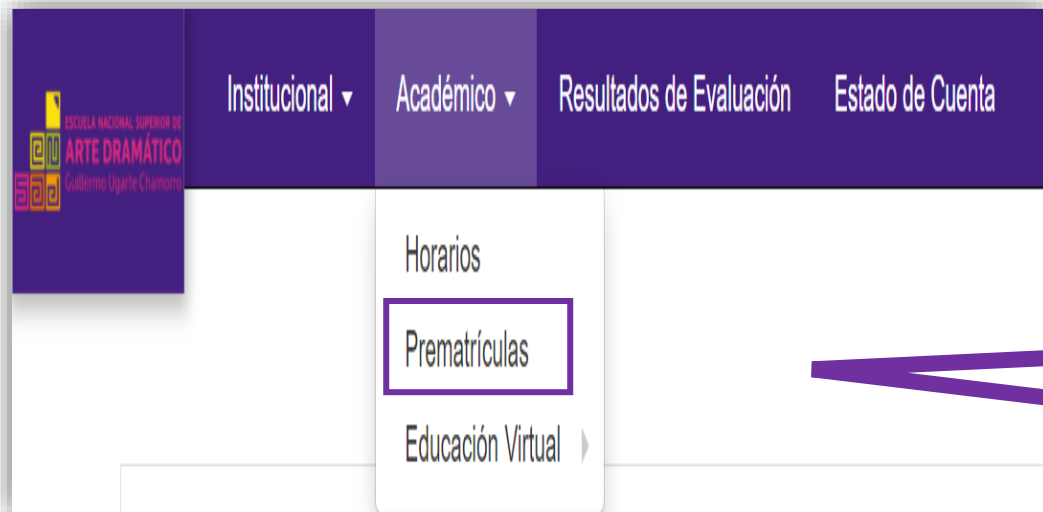 Institucional
Académico
Resultados de Evaluación
Estado de Cuenta
ESCUELA NACIONAL SUPERIOR DE
ARTE DRAMÁTICO
Guillermo Ugarte Chamorro
ensad
Horarios
Prematrículas
Educación Virtual